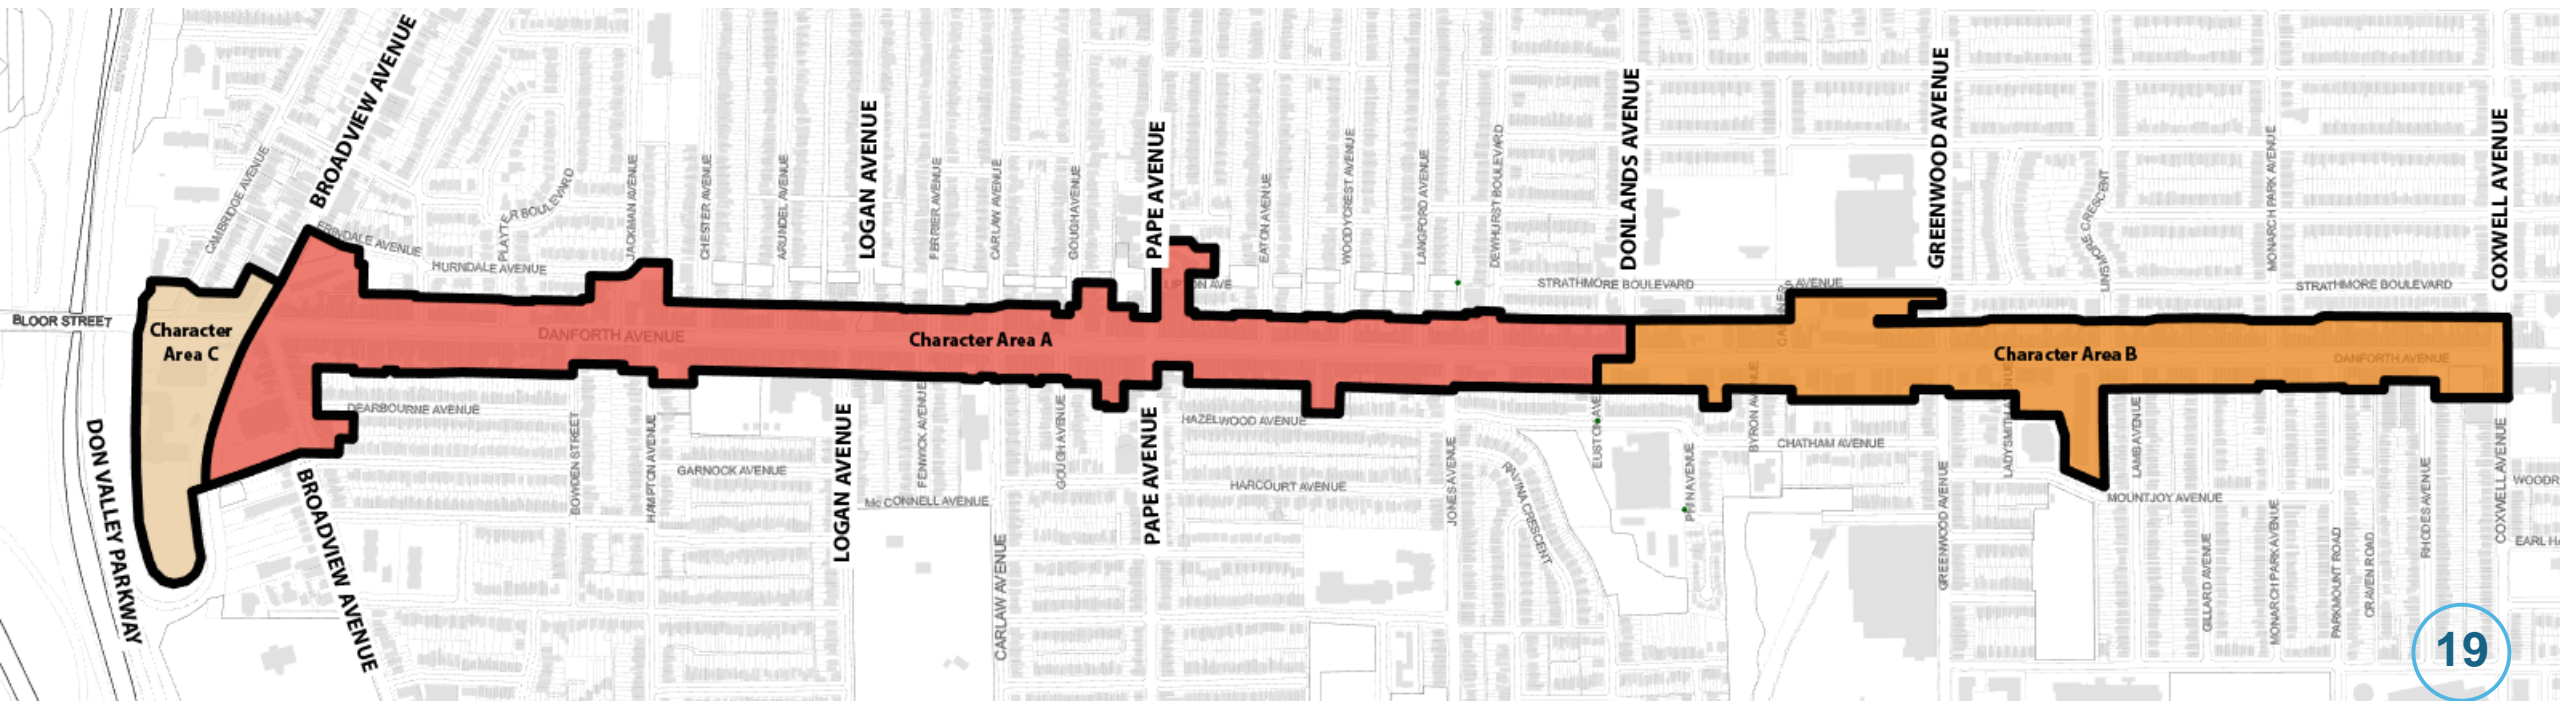 BROADVIEW AVENUE
CAMBRIDGE AVENUE
ERINDALE AVENUE
PLAYTER BOULEVARD
HURNDALE AVENUE
JACKMAN AVENUE
CHESTER AVENUE
ARUNDEL AVENUE
LOGAN AVENUE
FERRIER AVENUE
CARLAW AVENUE
GOUGH AVENUE
PAPE AVENUE
EATON AVENUE
WOODYCREST AVENUE
LANGFORD AVENUE
DEWHURST BOULEVARD
DONLANDS AVENUE
STRATHMORE BOULEVARD
AVENUE
GREENWOOD AVENUE
MONARCH PARK AVENUE
STRATHMORE BOULEVARD
COXWELL AVENUE
BLOOR STREET
Character
Area C
DANFORTH AVENUE
Character Area A
Character Area B
DANFORTH AVENUE
DON VALLEY PARKWAY
BROADVIEW AVENUE
DEARBOURNE AVENUE
BOWDEN STREET
HAMPTON AVENUE
GARNOCK AVENUE
LOGAN AVENUE
FENWICK AVENUE
Mc CONNELL AVENUE
CARLAW AVENUE
GOUGH AVENUE
PAPE AVENUE
HAZELWOOD AVENUE
HARCOURT AVENUE
JONES AVENUE
RAVINA CRESCENT
BYRON AVENUE
CHATHAM AVENUE
GREENWOOD AVENUE
LAMB AVENUE
MOUNTJOY AVENUE
GILLARD AVENUE
MONARCH PARK AVENUE
PARKMOUNT ROAD
CRAVEN ROAD
RHODES AVENUE
COXWELL AVENUE
WOODR
EARL
19